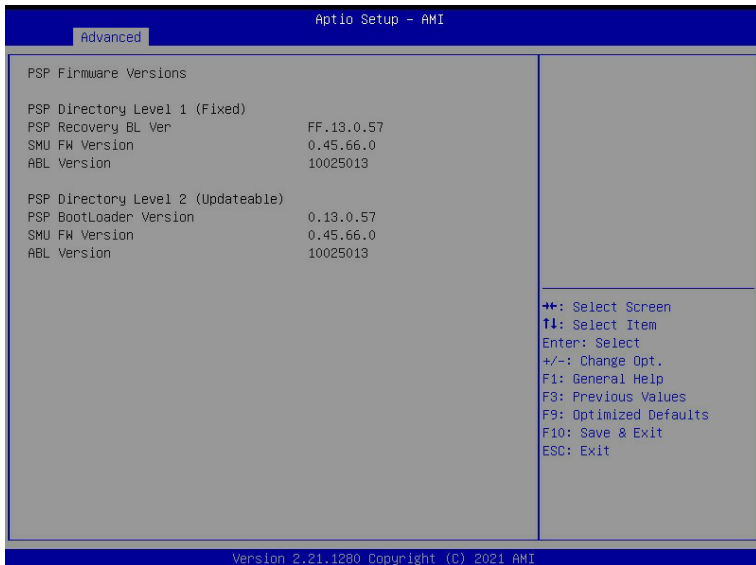 Aptio Setup – AMI
Advanced
PSP Firmware Versions
PSP Directory Level 1 (Fixed)
PSP Recovery BL Ver FF.13.0.57
SMU FW Version 0.45.66.0
ABL Version 10025013
PSP Directory Level 2 (Updateable)
PSP BootLoader Version 0.13.0.57
SMU FW Version 0.45.66.0
ABL Version 10025013
→←: Select Screen
↑↓: Select Item
Enter: Select
+/-: Change Opt.
F1: General Help
F3: Previous Values
F9: Optimized Defaults
F10: Save & Exit
ESC: Exit
Version 2.21.1280 Copyright (C) 2021 AMI